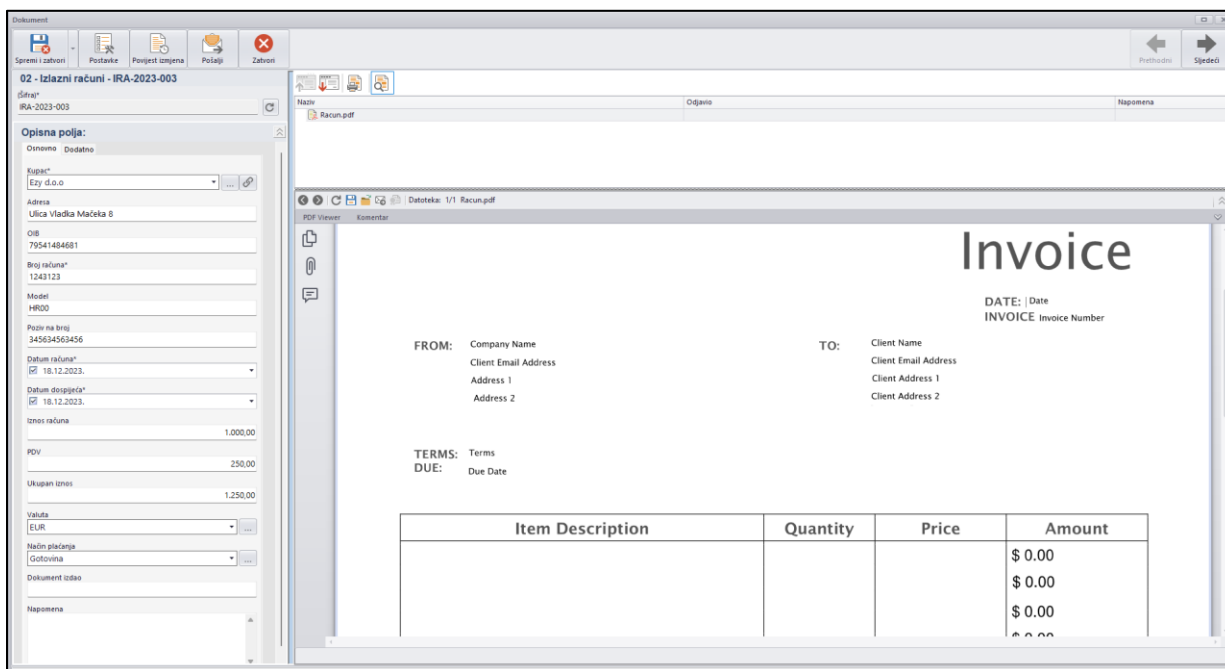 Dokument
Spremi i zatvori
Postavke
Povijest izmjena
Pošalji
Zatvori
Prethodni
Sljedeći
02 - Izlazni računi - IRA-2023-003
(Šifra)*
IRA-2023-003
Opisna polja:
Osnovno Dodatno
Kupac*
Ezy d.o.o
Adresa
Ulica Vladka Mačeka 8
OIB
79541484681
Broj računa*
1243123
Model
HR00
Poziv na broj
345634563456
Datum računa*
18.12.2023.
Datum dospijeća*
18.12.2023.
Iznos računa
1.000,00
PDV
250,00
Ukupan iznos
1.250,00
Valuta
EUR
Način plaćanja
Gotovina
Dokument izdao
Napomena
Naziv Odjavio Napomena
Racun.pdf
Datoteka: 1/1 Racun.pdf
PDF Viewer Komentar
Invoice
DATE: Date
INVOICE Invoice Number
FROM: Company Name
Client Email Address
Address 1
Address 2
TO: Client Name
Client Email Address
Client Address 1
Client Address 2
TERMS: Terms
DUE: Due Date
Item Description Quantity Price Amount
$ 0.00
$ 0.00
$ 0.00